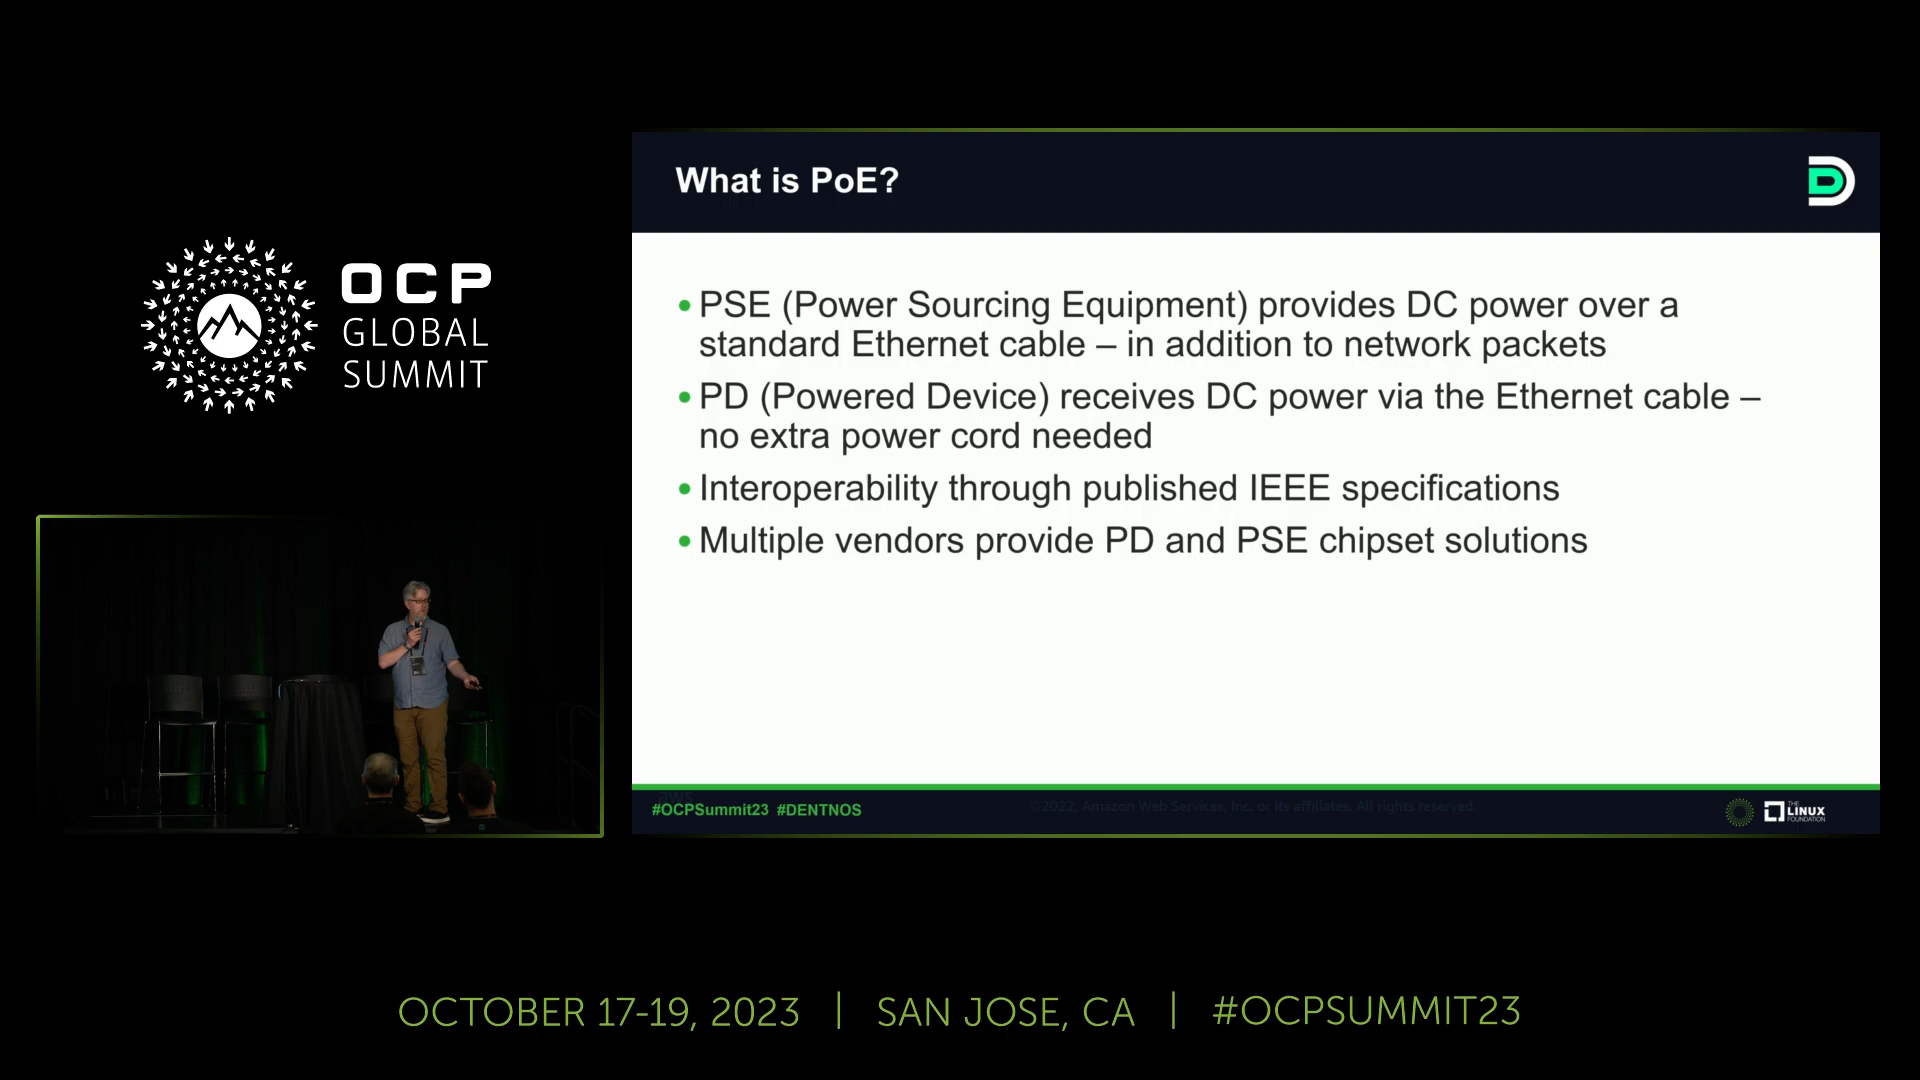 OCP
GLOBAL
SUMMIT
What is PoE?
• PSE (Power Sourcing Equipment) provides DC power over a
standard Ethernet cable – in addition to network packets
• PD (Powered Device) receives DC power via the Ethernet cable –
no extra power cord needed
• Interoperability through published IEEE specifications
• Multiple vendors provide PD and PSE chipset solutions
aws
#OCPSummit23 #DENTNOS
©2022, Amazon Web Services, Inc. or its affiliates. All rights reserved.
THE
LINUX
FOUNDATION
OCTOBER 17-19, 2023 | SAN JOSE, CA | #OCPSUMMIT23